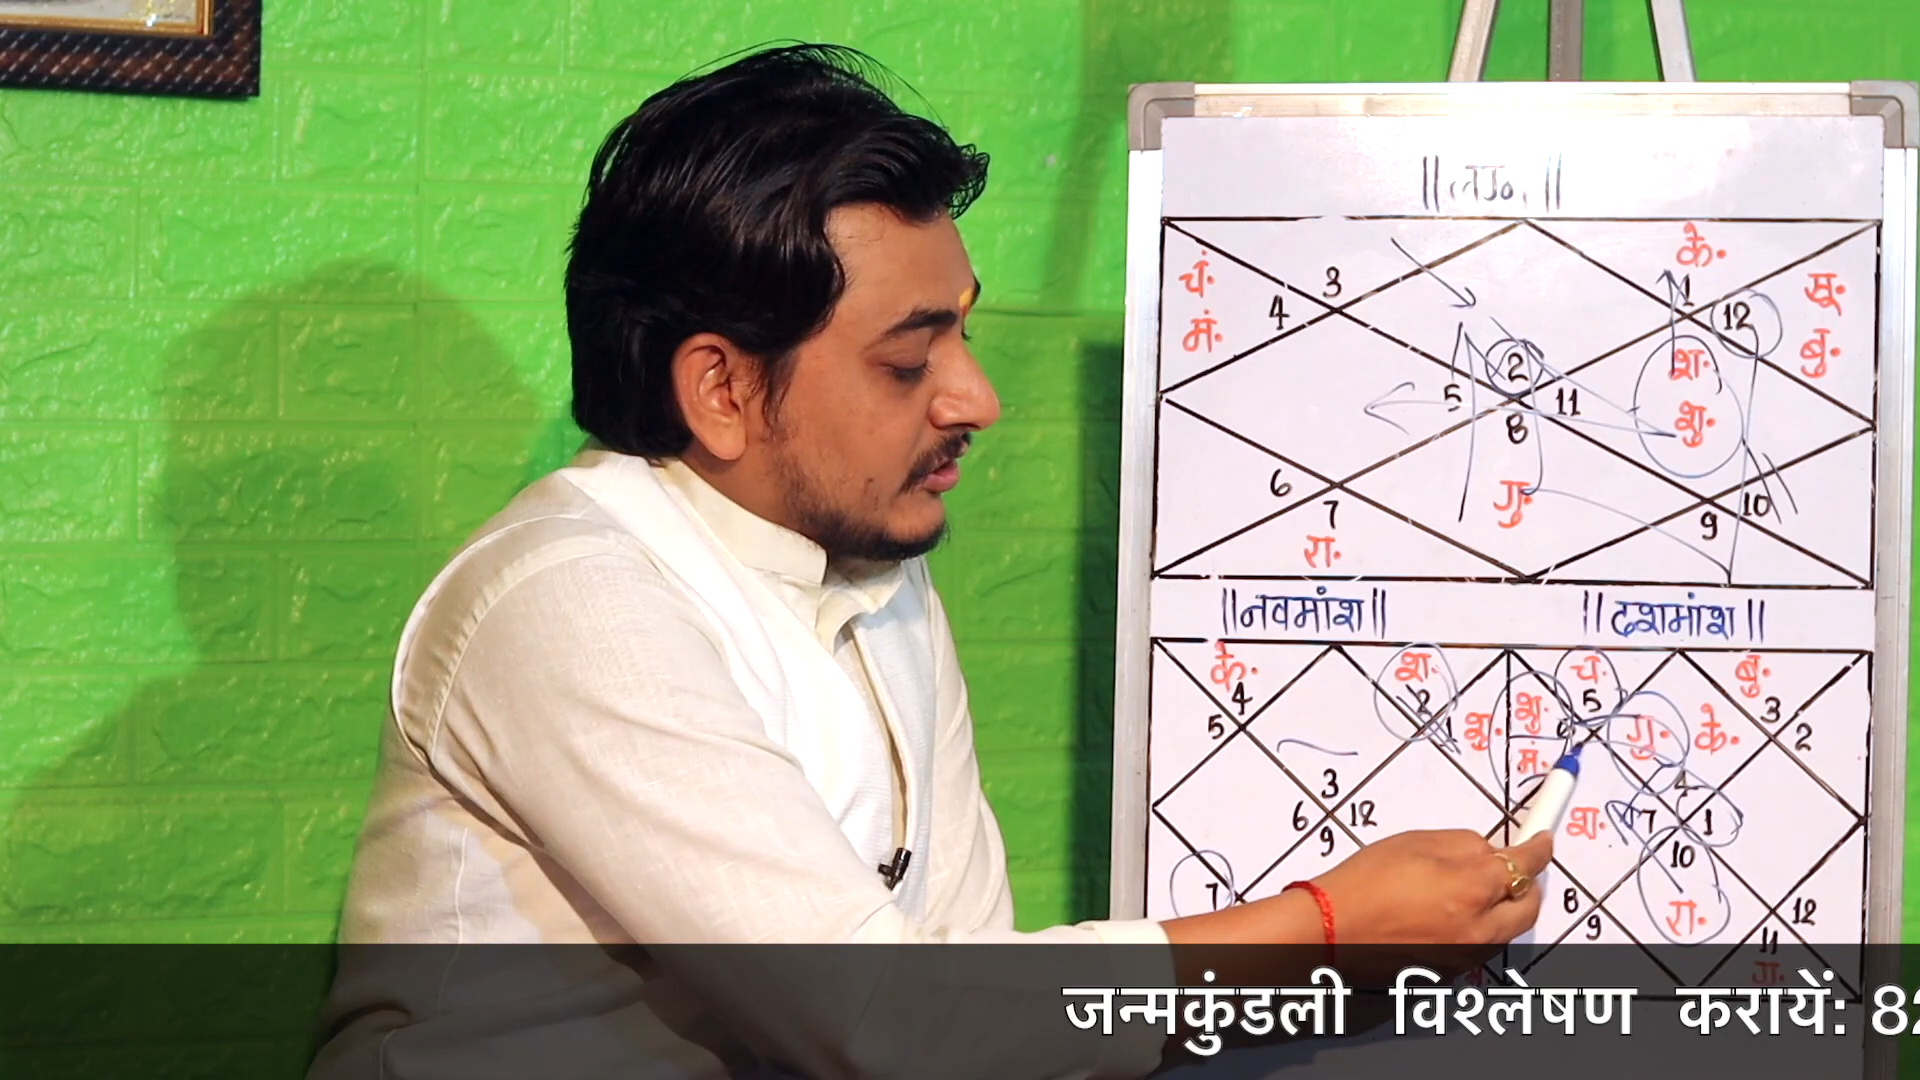 ||लग्न.||
के.
चं. 3 1 सू.
4 12
मं. 2 श. बु.
5 11 शु.
8
6 गु. 10
7 9
रा.
||नवमांश|| ||दशमांश||
के. श. चं. बु.
4 2 शु. 5 3
5 1 शु. 6 गु. के. 2
3 मं. 4
6 12 श. 7 1
9 10
7 8 रा. 12
9 11
जन्मकुंडली विश्लेषण करायें: 82